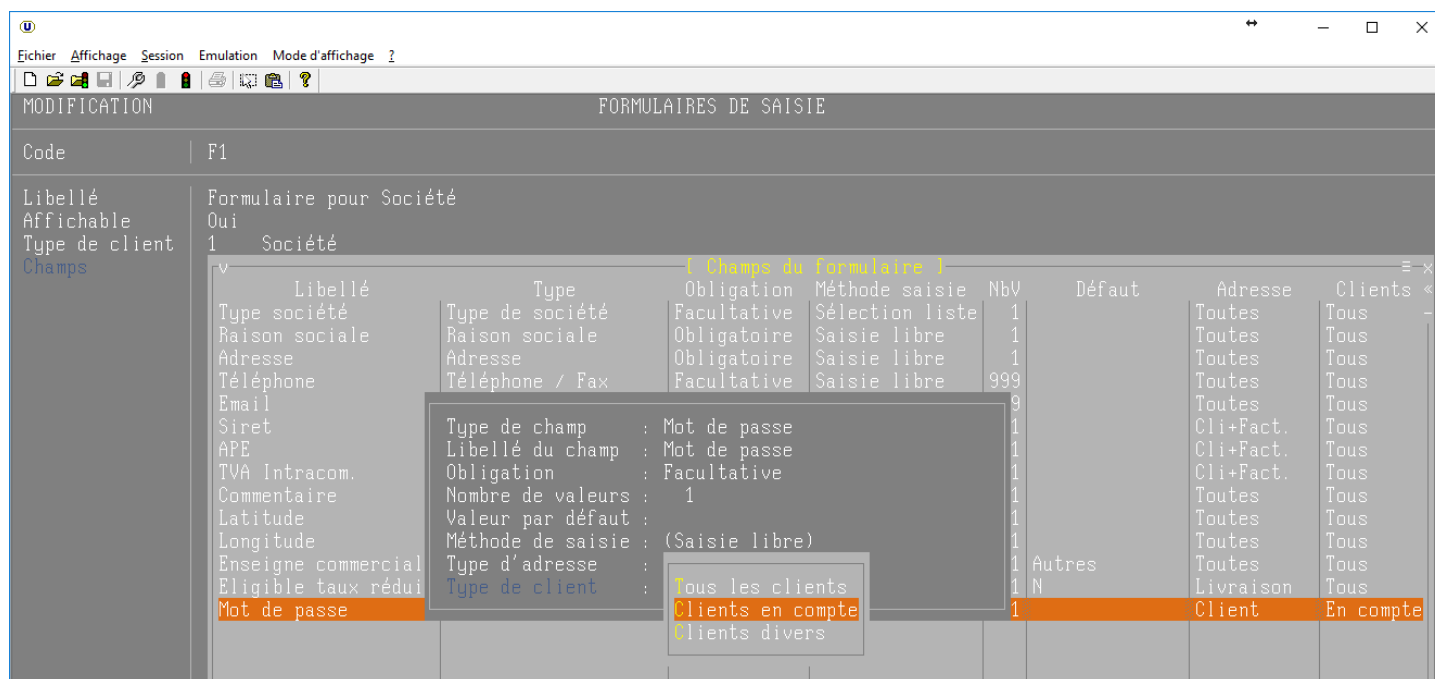 U
Fichier Affichage Session Emulation Mode d'affichage ?
MODIFICATION FORMULAIRES DE SAISIE
Code F1
Libellé Formulaire pour Société
Affichable Oui
Type de client 1 Société
Champs v [ Champs du formulaire ] ≡ x
Libellé Type Obligation Méthode saisie NbV Défaut Adresse Clients «
Type société Type de société Facultative Sélection liste 1 Toutes Tous
Raison sociale Raison sociale Obligatoire Saisie libre 1 Toutes Tous
Adresse Adresse Obligatoire Saisie libre 1 Toutes Tous
Téléphone Téléphone / Fax Facultative Saisie libre 999 Toutes Tous
Email 9 Toutes Tous
Siret Type de champ : Mot de passe 1 Cli+Fact. Tous
APE Libellé du champ : Mot de passe 1 Cli+Fact. Tous
TVA Intracom. Obligation : Facultative 1 Cli+Fact. Tous
Commentaire Nombre de valeurs : 1 1 Toutes Tous
Latitude Valeur par défaut : 1 Toutes Tous
Longitude Méthode de saisie : (Saisie libre) 1 Toutes Tous
Enseigne commercial Type d'adresse : 1 Autres Toutes Tous
Eligible taux rédui Type de client : Tous les clients 1 N Livraison Tous
Mot de passe Clients en compte 1 Client En compte
Clients divers